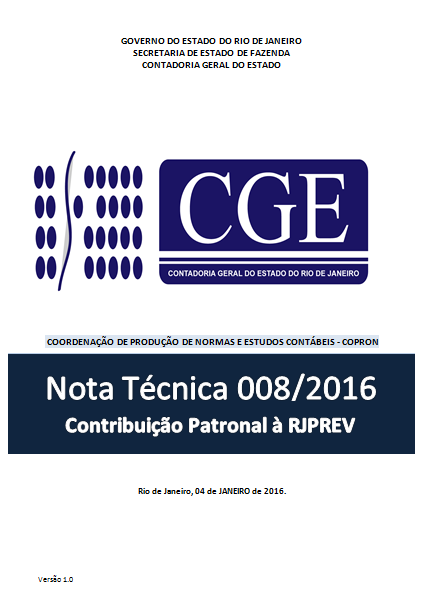 GOVERNO DO ESTADO DO RIO DE JANEIRO
SECRETARIA DE ESTADO DE FAZENDA
CONTADORIA GERAL DO ESTADO
CGE
CONTADORIA GERAL DO ESTADO DO RIO DE JANEIRO
COORDENAÇÃO DE PRODUÇÃO DE NORMAS E ESTUDOS CONTÁBEIS - COPRON
Nota Técnica 008/2016
Contribuição Patronal à RJPREV
Rio de Janeiro, 04 de JANEIRO de 2016.
Versão 1.0